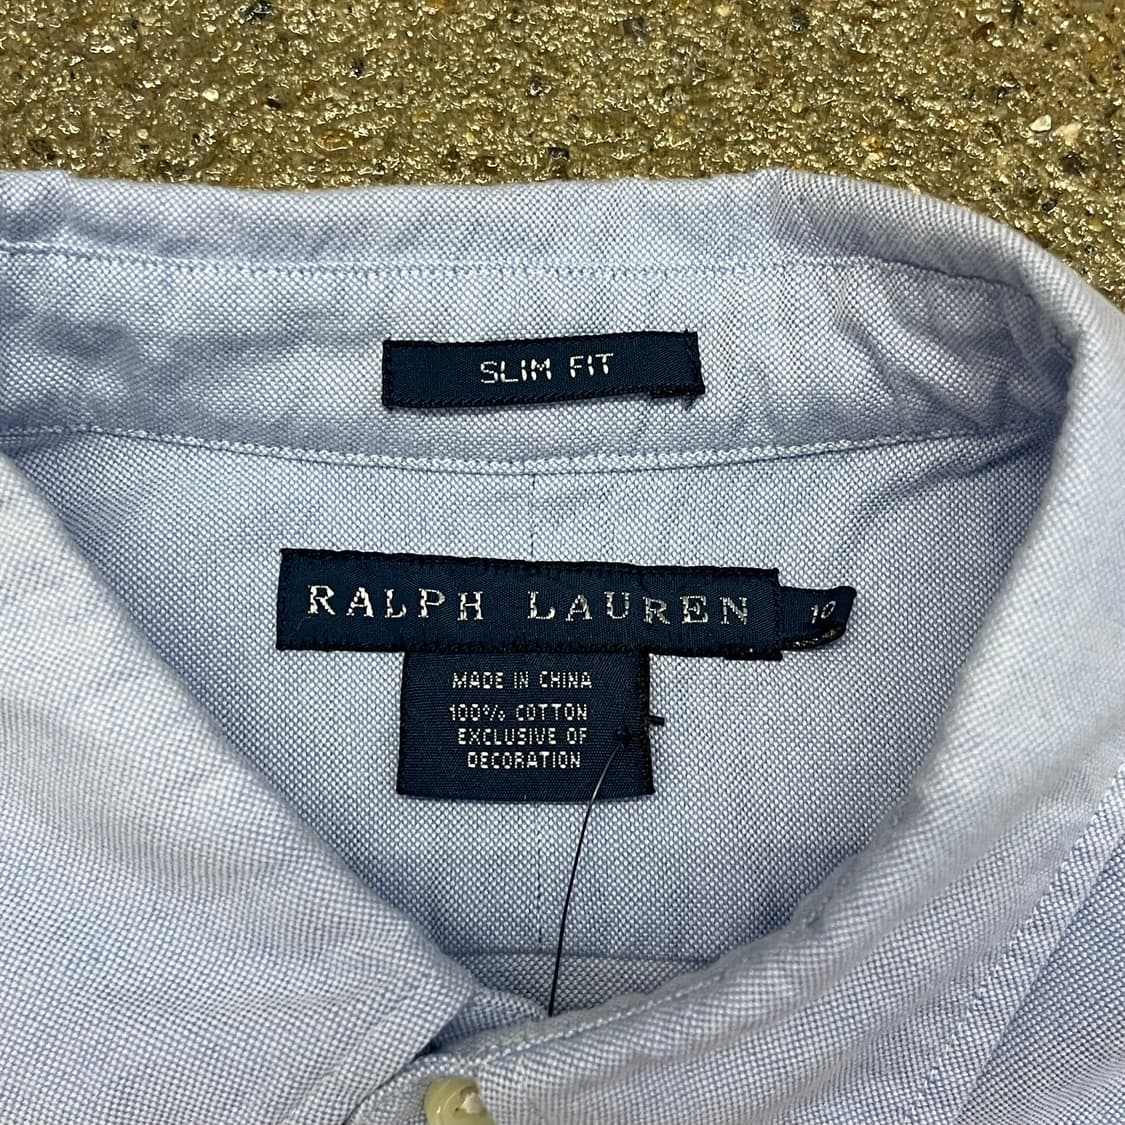 SLIM FIT
RALPH LAUREN 10
MADE IN CHINA
100% COTTON
EXCLUSIVE OF
DECORATION